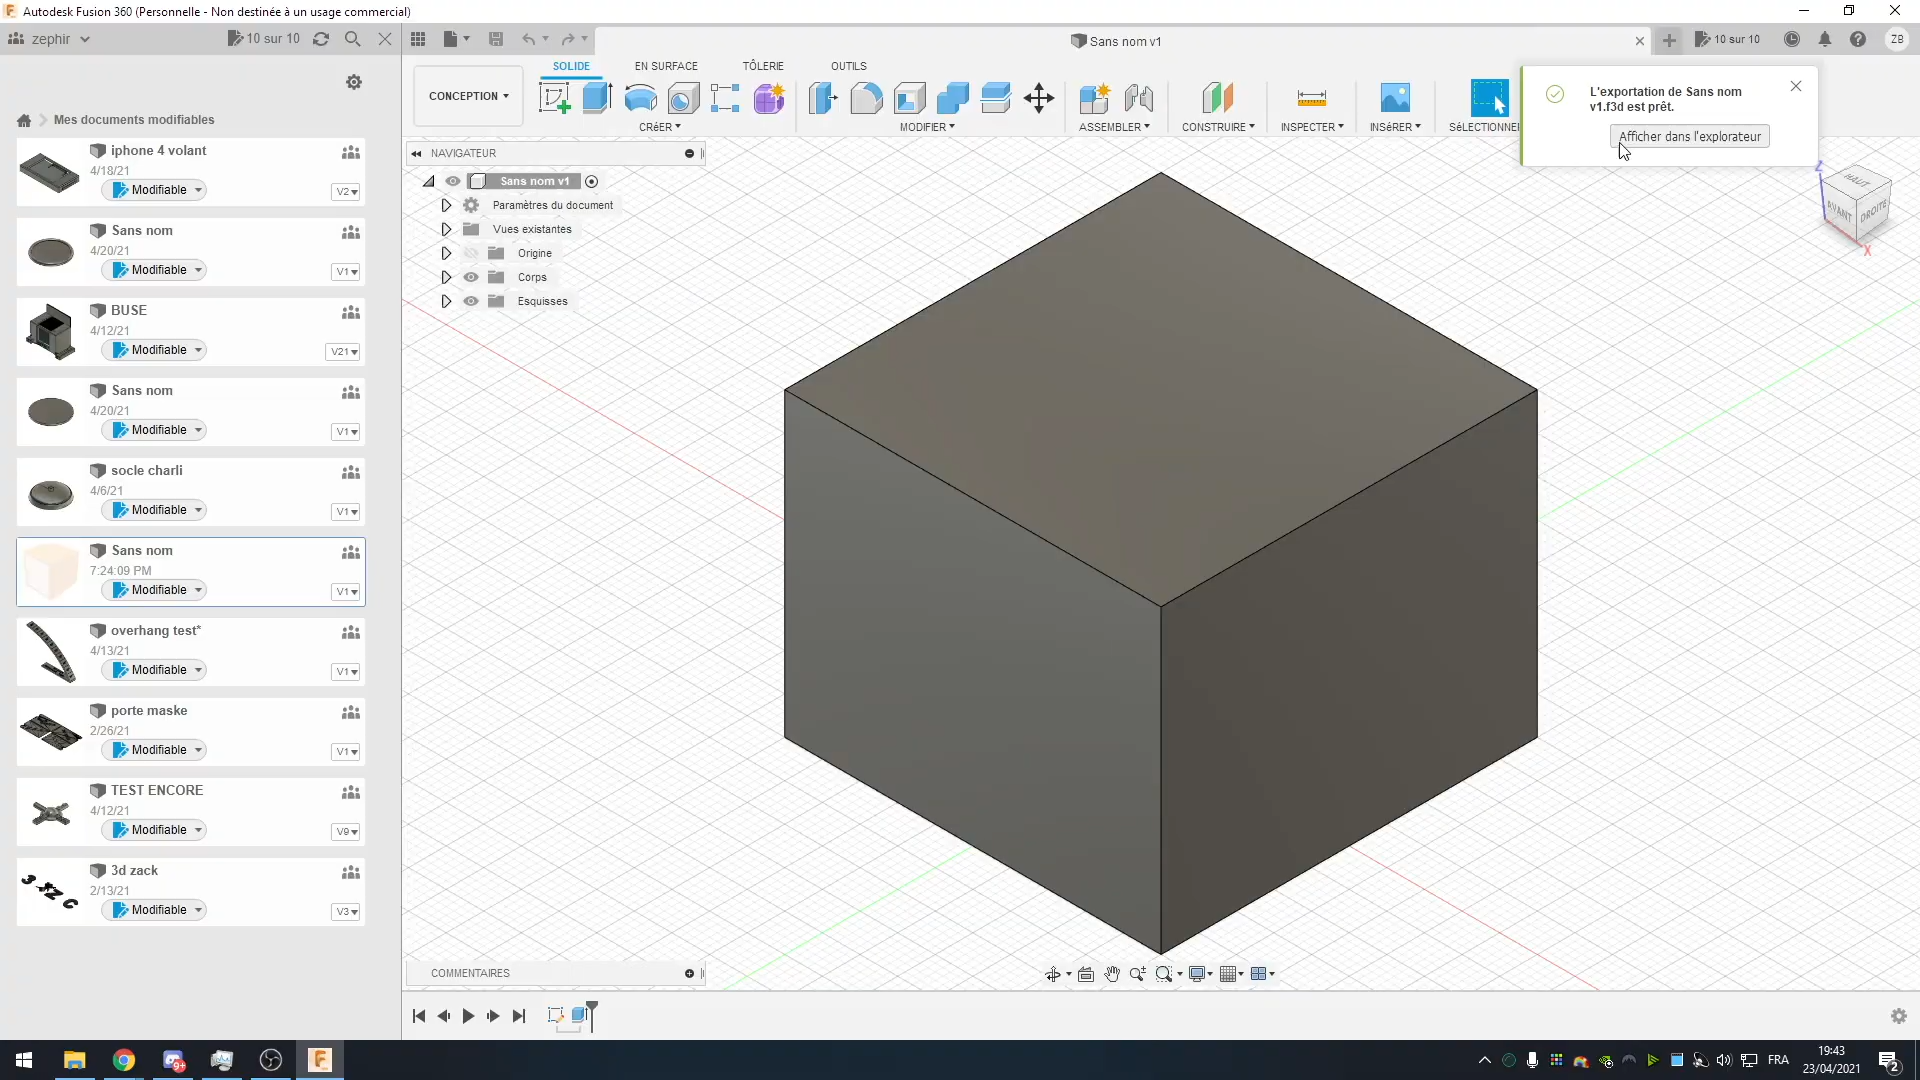 Autodesk Fusion 360 (Personnelle - Non destinée à un usage commercial)
zephir
10 sur 10
Sans nom v1
10 sur 10
ZB
CONCEPTION
SOLIDE
EN SURFACE
TÔLERIE
OUTILS
CRÉER
MODIFIER
ASSEMBLER
CONSTRUIRE
INSPECTER
INSÉRER
SÉLECTIONNE
L'exportation de Sans nom
v1.f3d est prêt.
Afficher dans l'explorateur
Mes documents modifiables
iphone 4 volant
4/18/21
Modifiable
V2
Sans nom
4/20/21
Modifiable
V1
BUSE
4/12/21
Modifiable
V21
Sans nom
4/20/21
Modifiable
V1
socle charli
4/6/21
Modifiable
V1
Sans nom
7:24:09 PM
Modifiable
V1
overhang test*
4/13/21
Modifiable
V1
porte maske
2/26/21
Modifiable
V1
TEST ENCORE
4/12/21
Modifiable
V9
3d zack
2/13/21
Modifiable
V3
NAVIGATEUR
Sans nom v1
Paramètres du document
Vues existantes
Origine
Corps
Esquisses
Z
HAUT
AVANT
DROITE
X
COMMENTAIRES
9+
FRA
19:43
23/04/2021
2